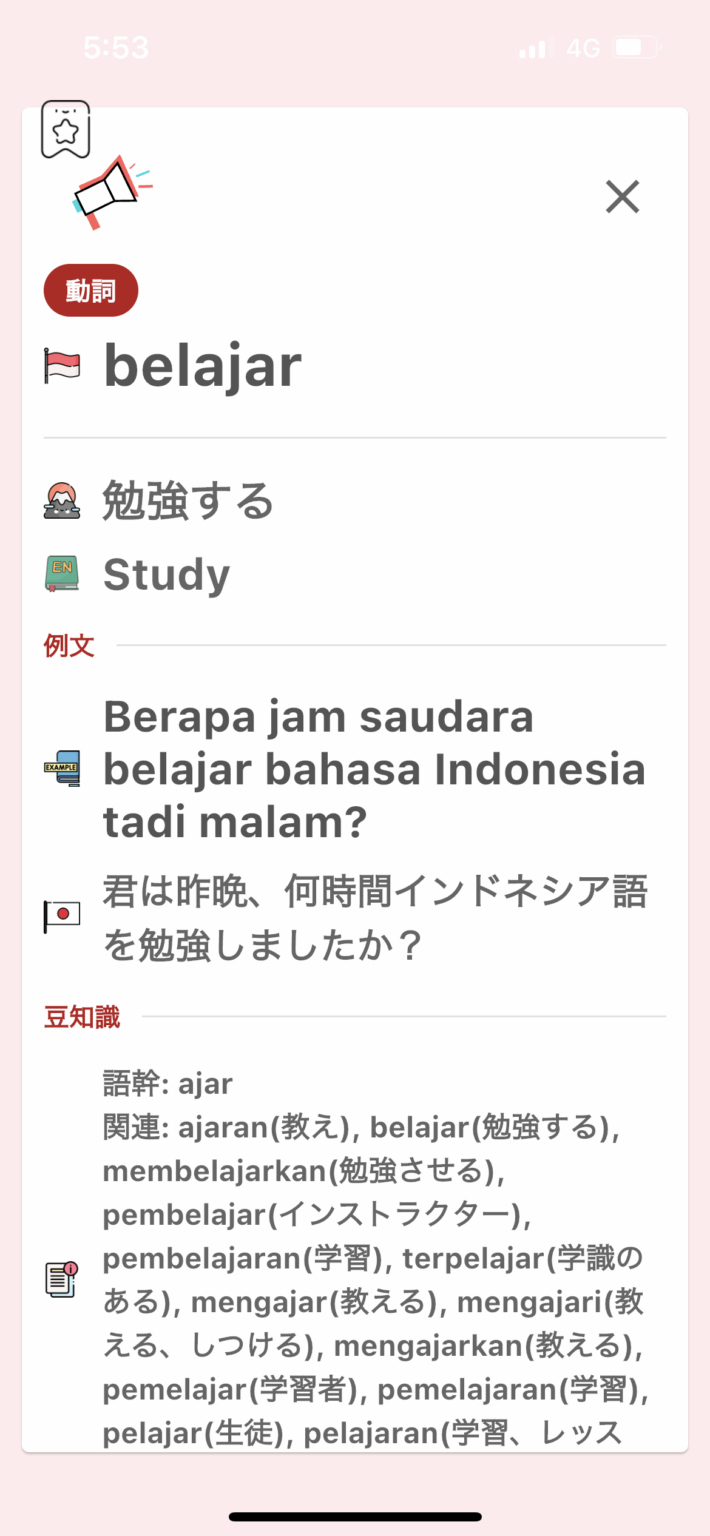 5:53
4G
動詞
belajar
勉強する
EN
Study
例文
Berapa jam saudara
belajar bahasa Indonesia
EXAMPLE
tadi malam?
君は昨晩、何時間インドネシア語
を勉強しましたか？
豆知識
語幹: ajar
関連: ajaran(教え), belajar(勉強する),
membelajarkan(勉強させる),
pembelajar(インストラクター),
pembelajaran(学習), terpelajar(学識の
ある), mengajar(教える), mengajari(教
える、しつける), mengajarkan(教える),
pemelajar(学習者), pemelajaran(学習),
pelajar(生徒), pelajaran(学習、レッス